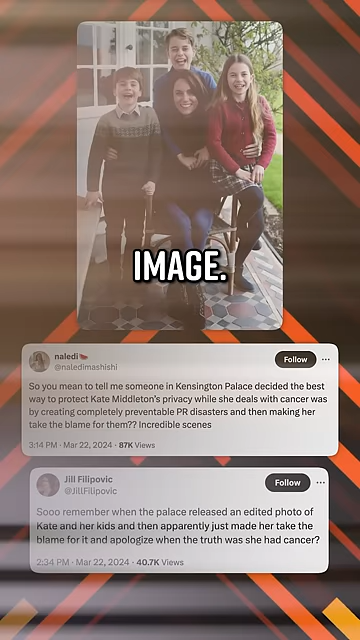 IMAGE.
naledi🍉
@naledimashishi
Follow
So you mean to tell me someone in Kensington Palace decided the best
way to protect Kate Middleton's privacy while she deals with cancer was
by creating completely preventable PR disasters and then making her
take the blame for them?? Incredible scenes
3:14 PM · Mar 22, 2024 · 87K Views
Jill Filipovic
@JillFilipovic
Follow
Sooo remember when the palace released an edited photo of
Kate and her kids and then apparently just made her take the
blame for it and apologize when the truth was she had cancer?
2:34 PM · Mar 22, 2024 · 40.7K Views